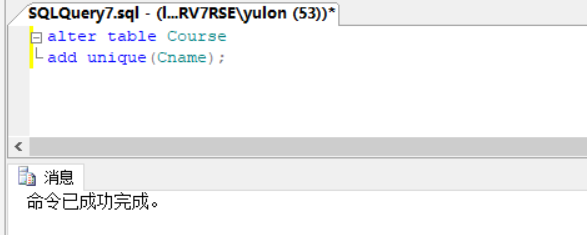 SQLQuery7.sql - (l...RV7RSE\yulon (53))*
alter table Course
add unique(Cname);
消息
命令已成功完成。